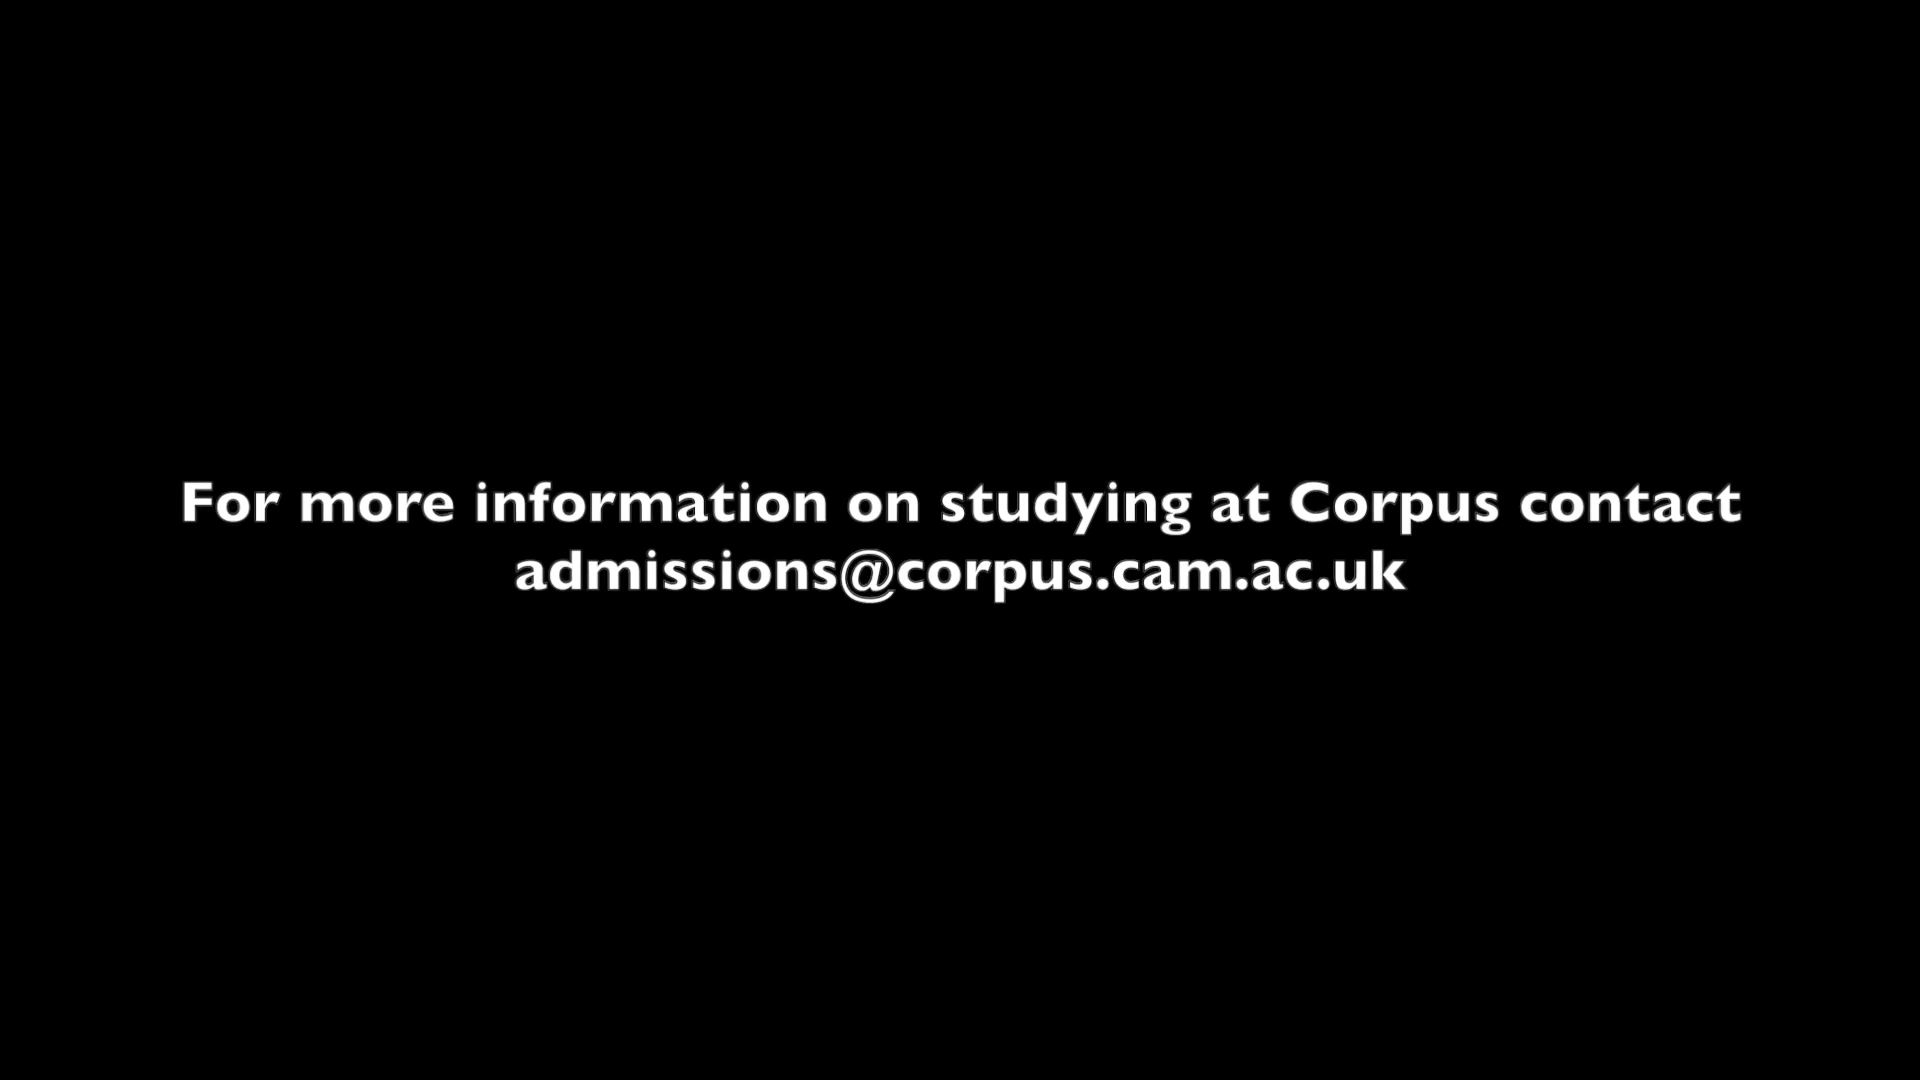 For more information on studying at Corpus contact
admissions@corpus.cam.ac.uk